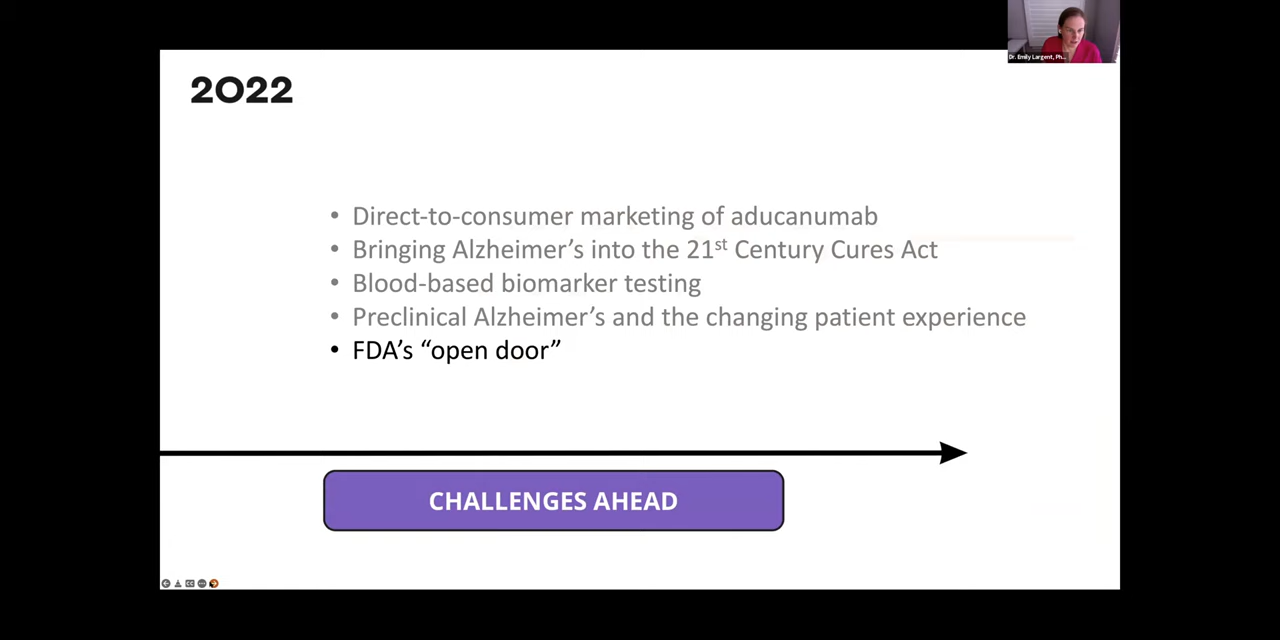 Dr. Emily Largent, Ph...
2022
• Direct-to-consumer marketing of aducanumab
• Bringing Alzheimer’s into the 21st Century Cures Act
• Blood-based biomarker testing
• Preclinical Alzheimer’s and the changing patient experience
• FDA’s “open door”
CHALLENGES AHEAD